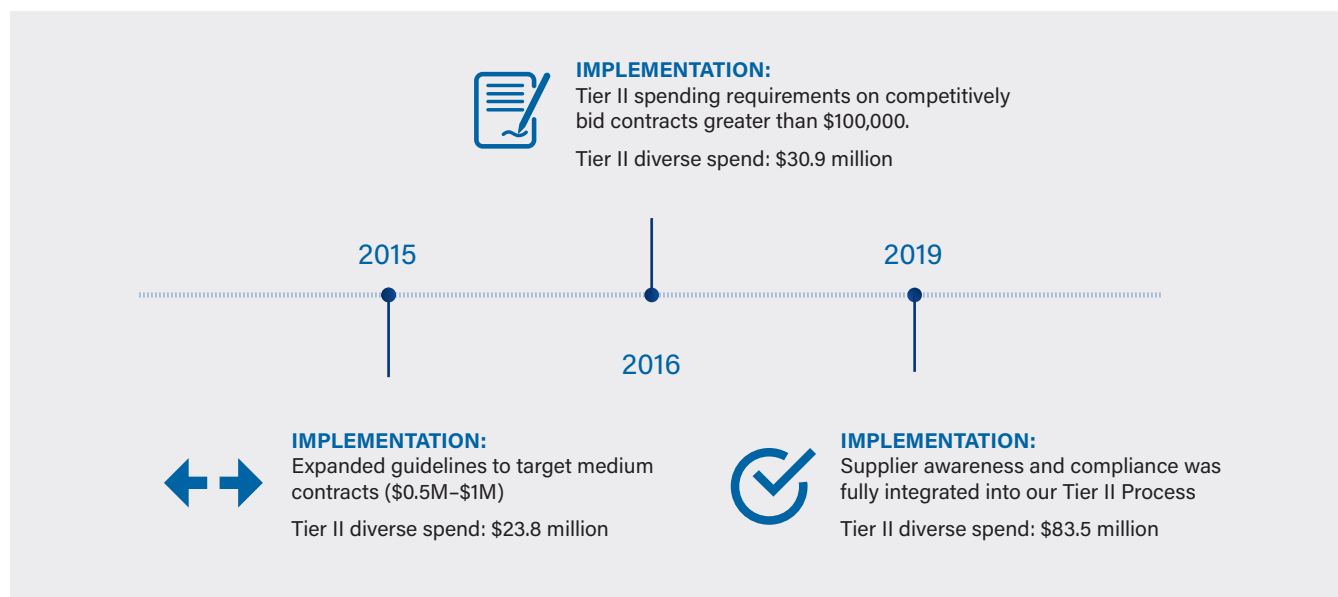 IMPLEMENTATION:
Tier II spending requirements on competitively
bid contracts greater than $100,000.
Tier II diverse spend: $30.9 million
2015
2019
2016
IMPLEMENTATION:
Expanded guidelines to target medium
contracts ($0.5M–$1M)
Tier II diverse spend: $23.8 million
IMPLEMENTATION:
Supplier awareness and compliance was
fully integrated into our Tier II Process
Tier II diverse spend: $83.5 million